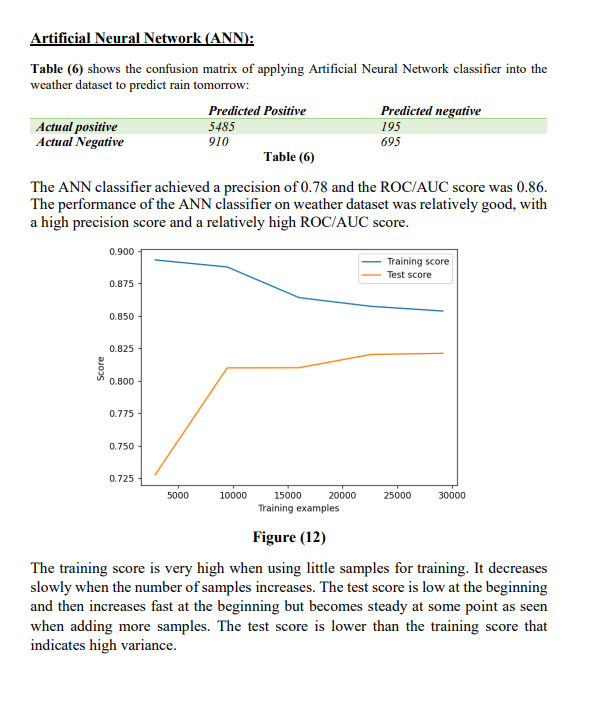 Artificial Neural Network (ANN):
Table (6) shows the confusion matrix of applying Artificial Neural Network classifier into the
weather dataset to predict rain tomorrow:
Predicted Positive Predicted negative
Actual positive 5485 195
Actual Negative 910 695
Table (6)
The ANN classifier achieved a precision of 0.78 and the ROC/AUC score was 0.86.
The performance of the ANN classifier on weather dataset was relatively good, with
a high precision score and a relatively high ROC/AUC score.
0.900
Training score
Test score
0.875
0.850
0.825
0.800
0.775
0.750
0.725
Score
5000 10000 15000 20000 25000 30000
Training examples
Figure (12)
The training score is very high when using little samples for training. It decreases
slowly when the number of samples increases. The test score is low at the beginning
and then increases fast at the beginning but becomes steady at some point as seen
when adding more samples. The test score is lower than the training score that
indicates high variance.